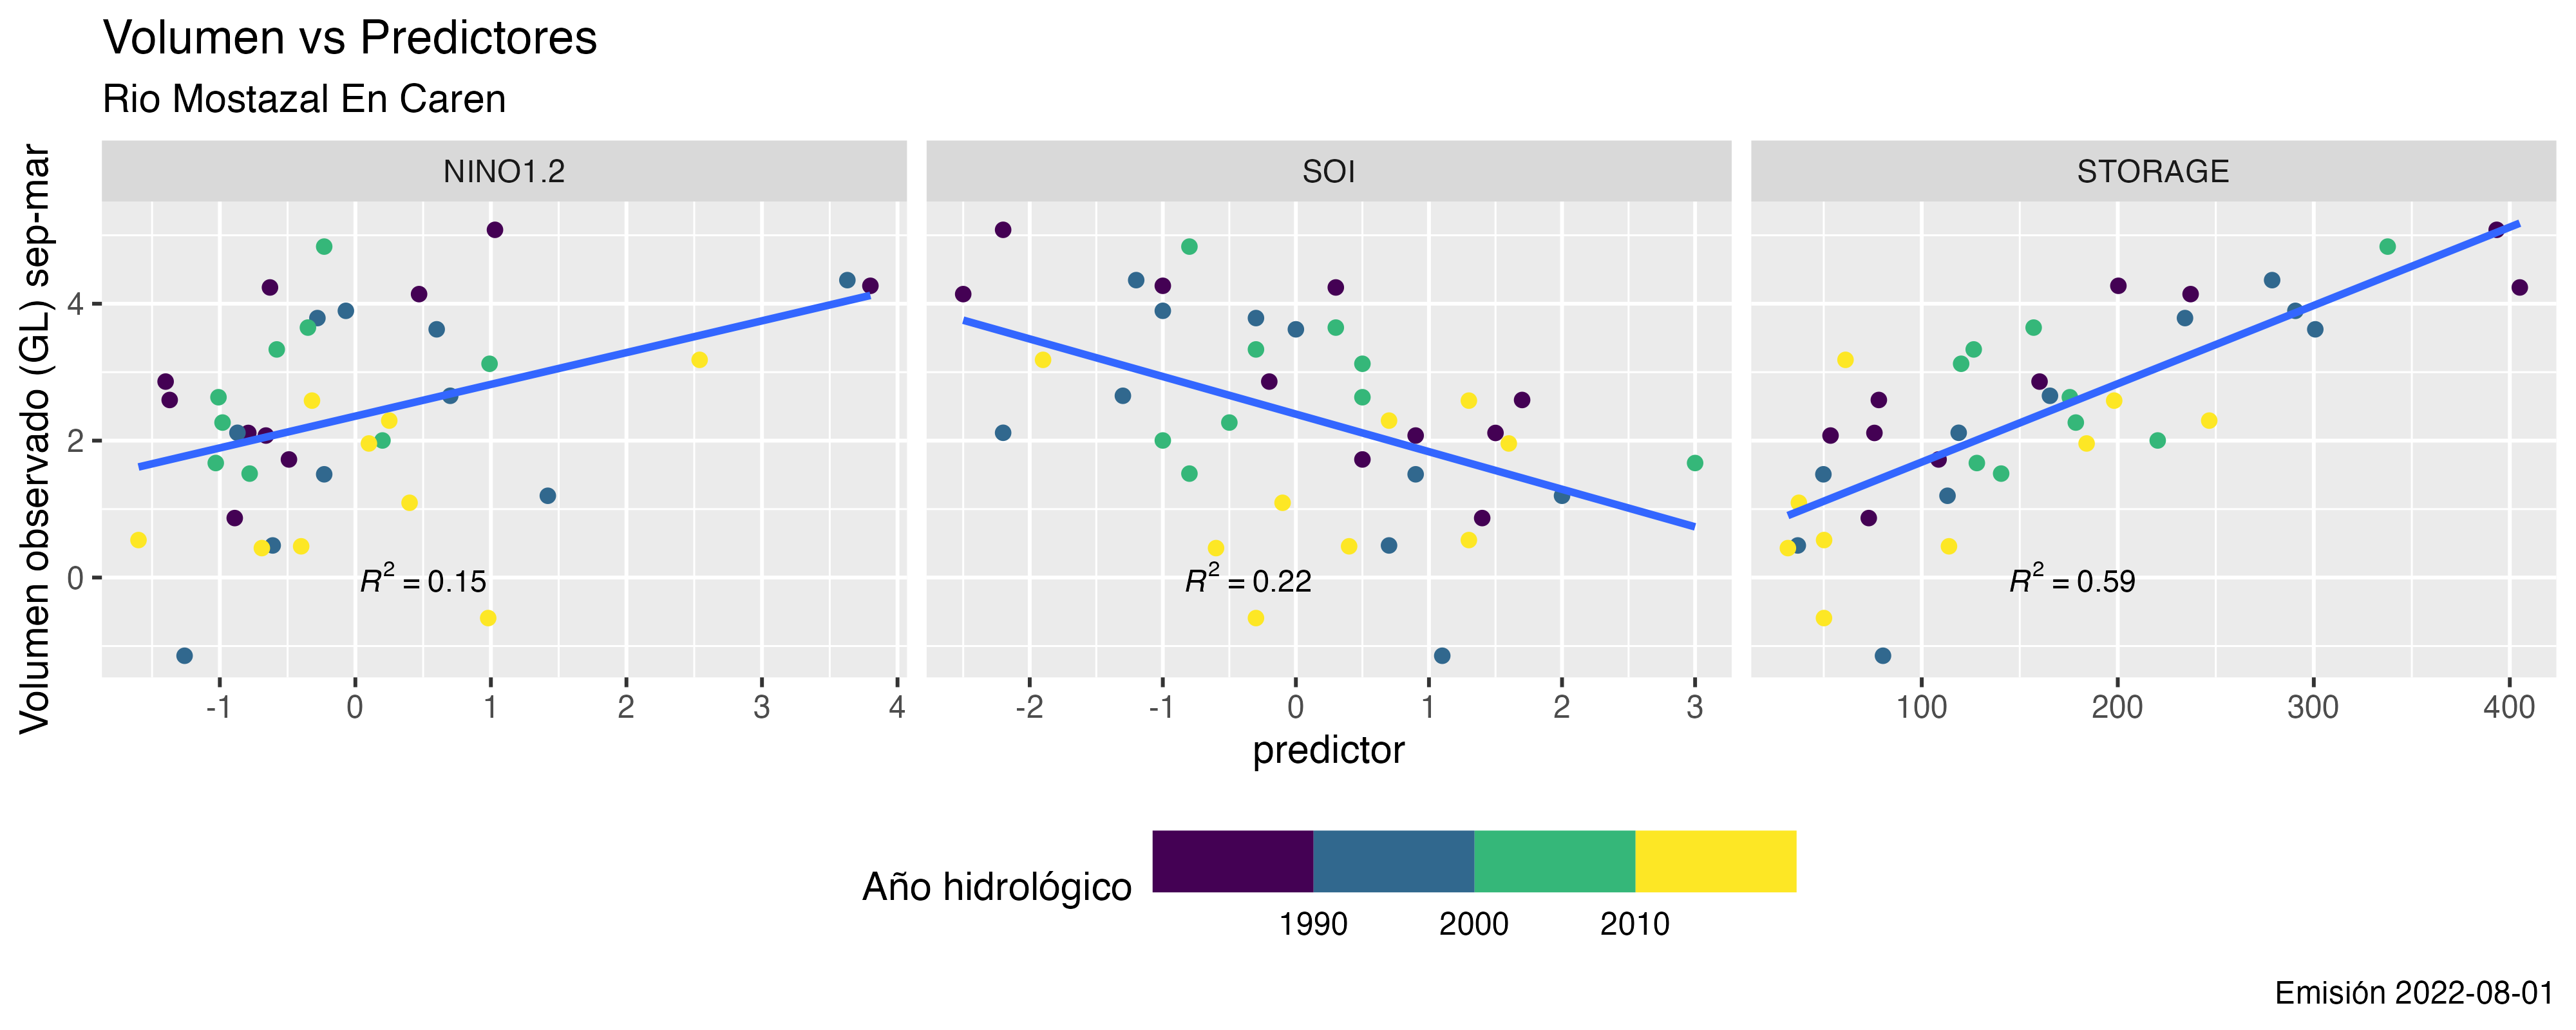 Volumen vs Predictores
Rio Mostazal En Caren
Volumen observado (GL) sep-mar
NINO1.2 SOI STORAGE
4
2
0
R² = 0.15 R² = 0.22 R² = 0.59
-1 0 1 2 3 4 -2 -1 0 1 2 3 100 200 300 400
predictor
Año hidrológico
1990 2000 2010
Emisión 2022-08-01